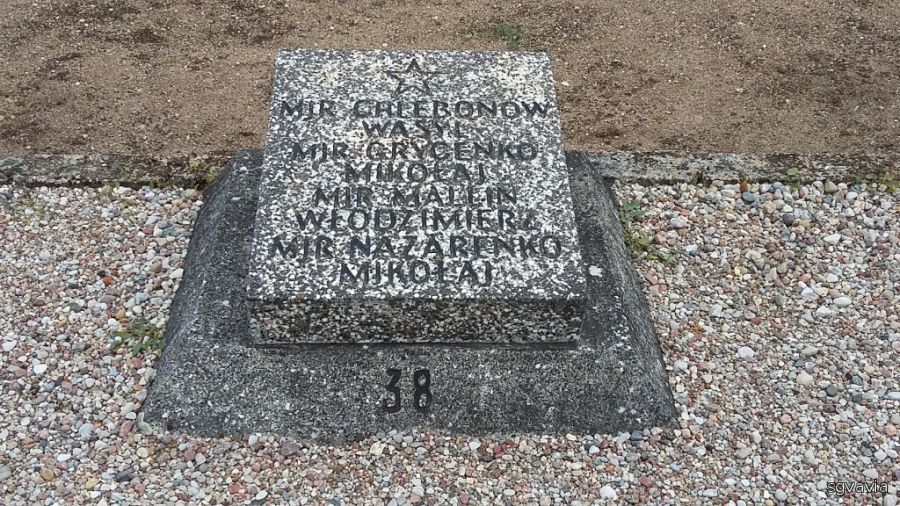 MJR CHLEBONOW
WASYL
MJR GRYCENKO
MIKOŁAJ
MJR MALLIN
WŁODZIMIERZ
MJR NAZARENKO
MIKOŁAJ
38
sgvavia